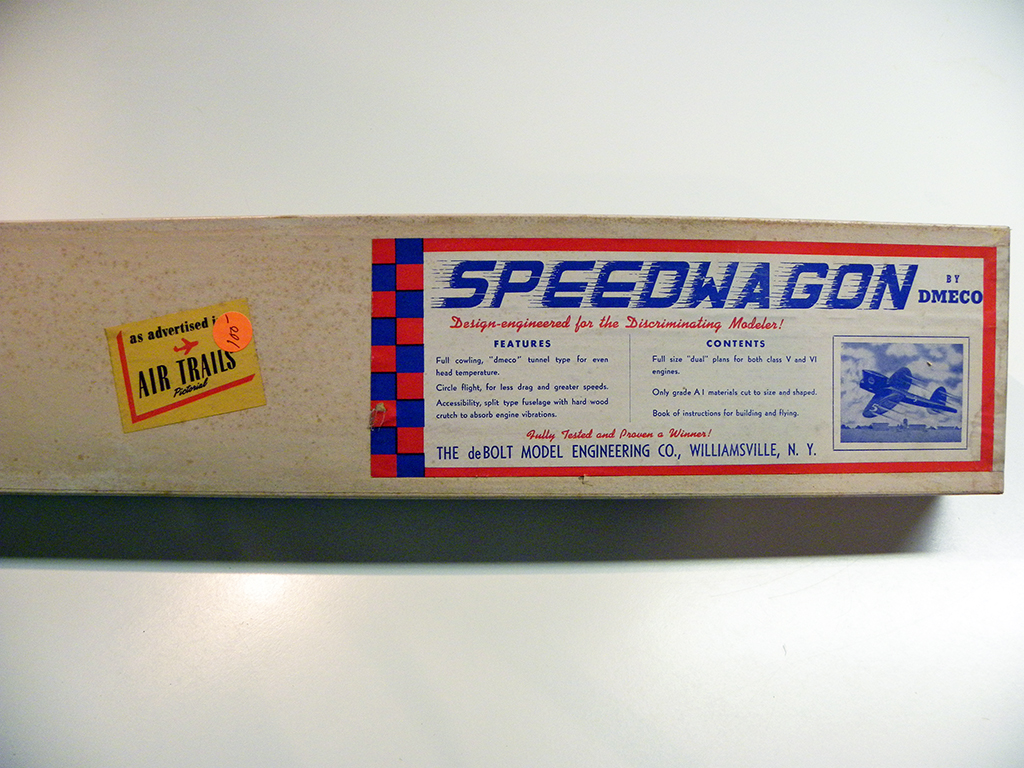 as advertised i
AIR TRAILS
Pictorial
100-
SPEEDWAGON
BY
DMECO
Design-engineered for the Discriminating Modeler!
FEATURES
Full cowling, "dmeco" tunnel type for even
head temperature.
Circle flight, for less drag and greater speeds.
Accessibility, split type fuselage with hard wood
crutch to absorb engine vibrations.
CONTENTS
Full size "dual" plans for both class V and VI
engines.
Only grade A1 materials cut to size and shaped.
Book of instructions for building and flying.
Fully Tested and Proven a Winner!
THE deBOLT MODEL ENGINEERING CO., WILLIAMSVILLE, N. Y.